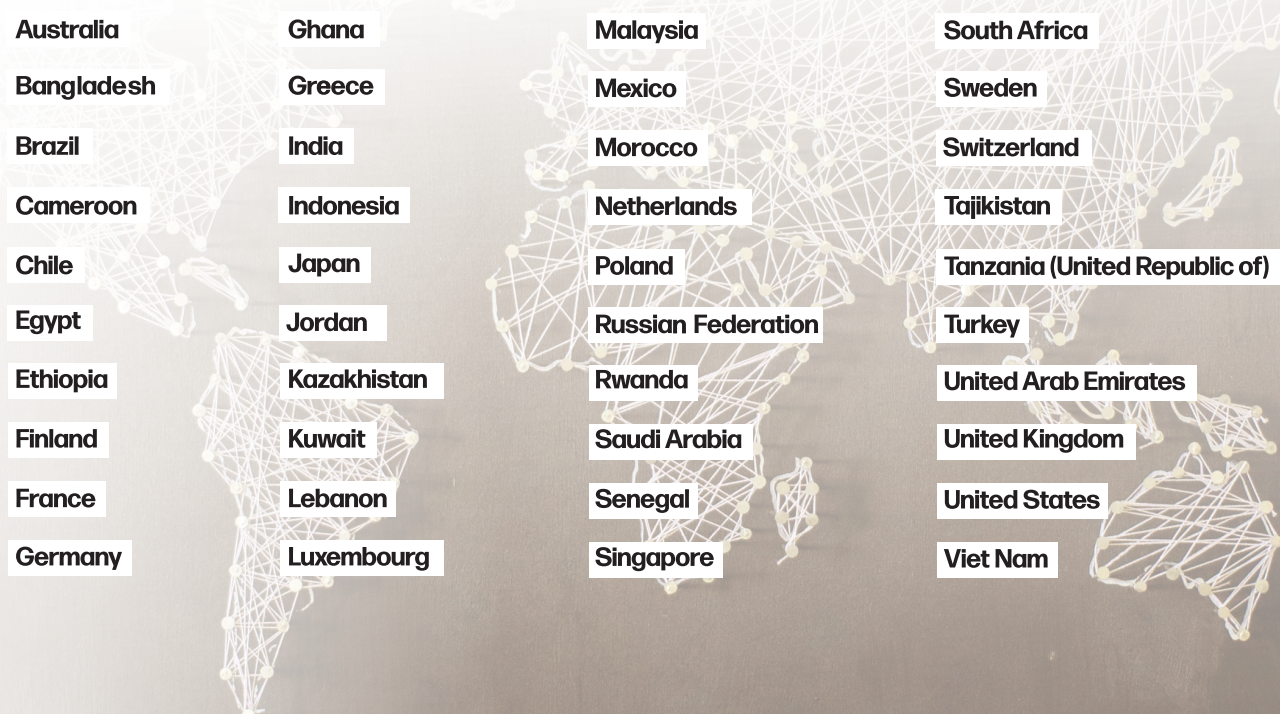 Australia
Bangladesh
Brazil
Cameroon
Chile
Egypt
Ethiopia
Finland
France
Germany
Ghana
Greece
India
Indonesia
Japan
Jordan
Kazakhistan
Kuwait
Lebanon
Luxembourg
Malaysia
Mexico
Morocco
Netherlands
Poland
Russian Federation
Rwanda
Saudi Arabia
Senegal
Singapore
South Africa
Sweden
Switzerland
Tajikistan
Tanzania (United Republic of)
Turkey
United Arab Emirates
United Kingdom
United States
Viet Nam